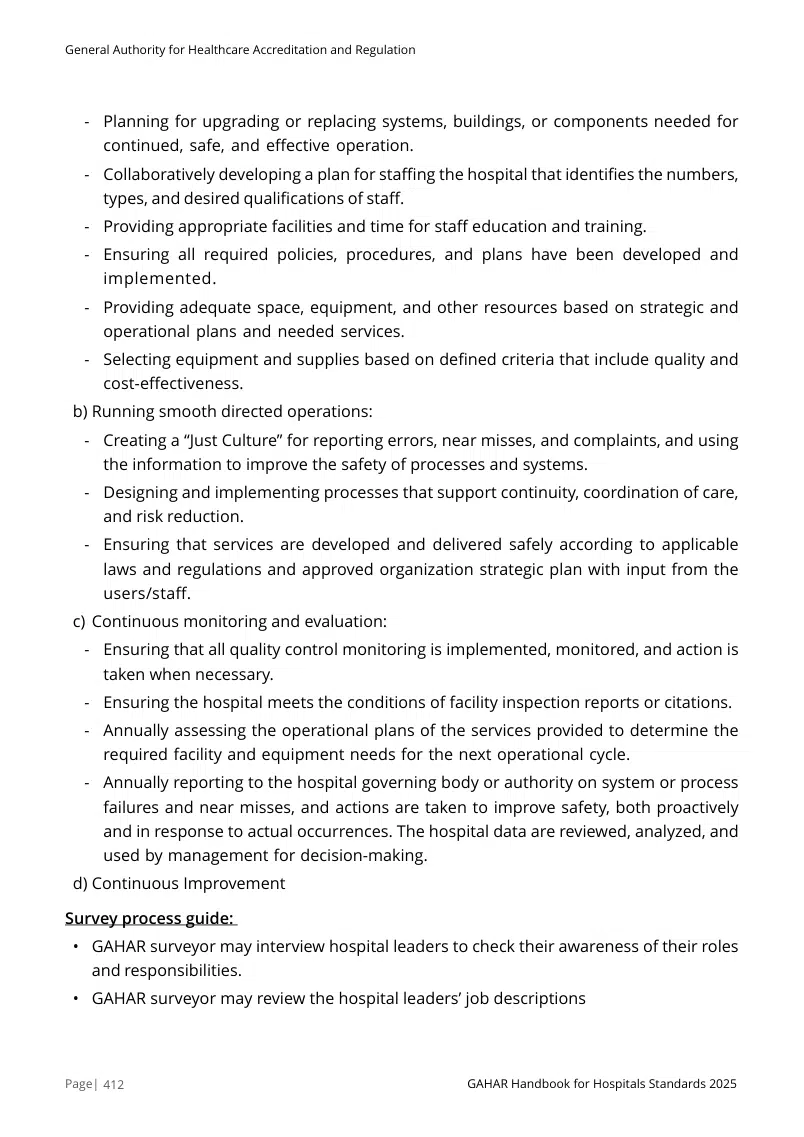 General Authority for Healthcare Accreditation and Regulation
- Planning for upgrading or replacing systems, buildings, or components needed for
continued, safe, and effective operation.
- Collaboratively developing a plan for staffing the hospital that identifies the numbers,
types, and desired qualifications of staff.
- Providing appropriate facilities and time for staff education and training.
- Ensuring all required policies, procedures, and plans have been developed and
implemented.
- Providing adequate space, equipment, and other resources based on strategic and
operational plans and needed services.
- Selecting equipment and supplies based on defined criteria that include quality and
cost-effectiveness.
b) Running smooth directed operations:
- Creating a “Just Culture” for reporting errors, near misses, and complaints, and using
the information to improve the safety of processes and systems.
- Designing and implementing processes that support continuity, coordination of care,
and risk reduction.
- Ensuring that services are developed and delivered safely according to applicable
laws and regulations and approved organization strategic plan with input from the
users/staff.
c) Continuous monitoring and evaluation:
- Ensuring that all quality control monitoring is implemented, monitored, and action is
taken when necessary.
- Ensuring the hospital meets the conditions of facility inspection reports or citations.
- Annually assessing the operational plans of the services provided to determine the
required facility and equipment needs for the next operational cycle.
- Annually reporting to the hospital governing body or authority on system or process
failures and near misses, and actions are taken to improve safety, both proactively
and in response to actual occurrences. The hospital data are reviewed, analyzed, and
used by management for decision-making.
d) Continuous Improvement
Survey process guide:
• GAHAR surveyor may interview hospital leaders to check their awareness of their roles
and responsibilities.
• GAHAR surveyor may review the hospital leaders’ job descriptions
Page| 412
GAHAR Handbook for Hospitals Standards 2025